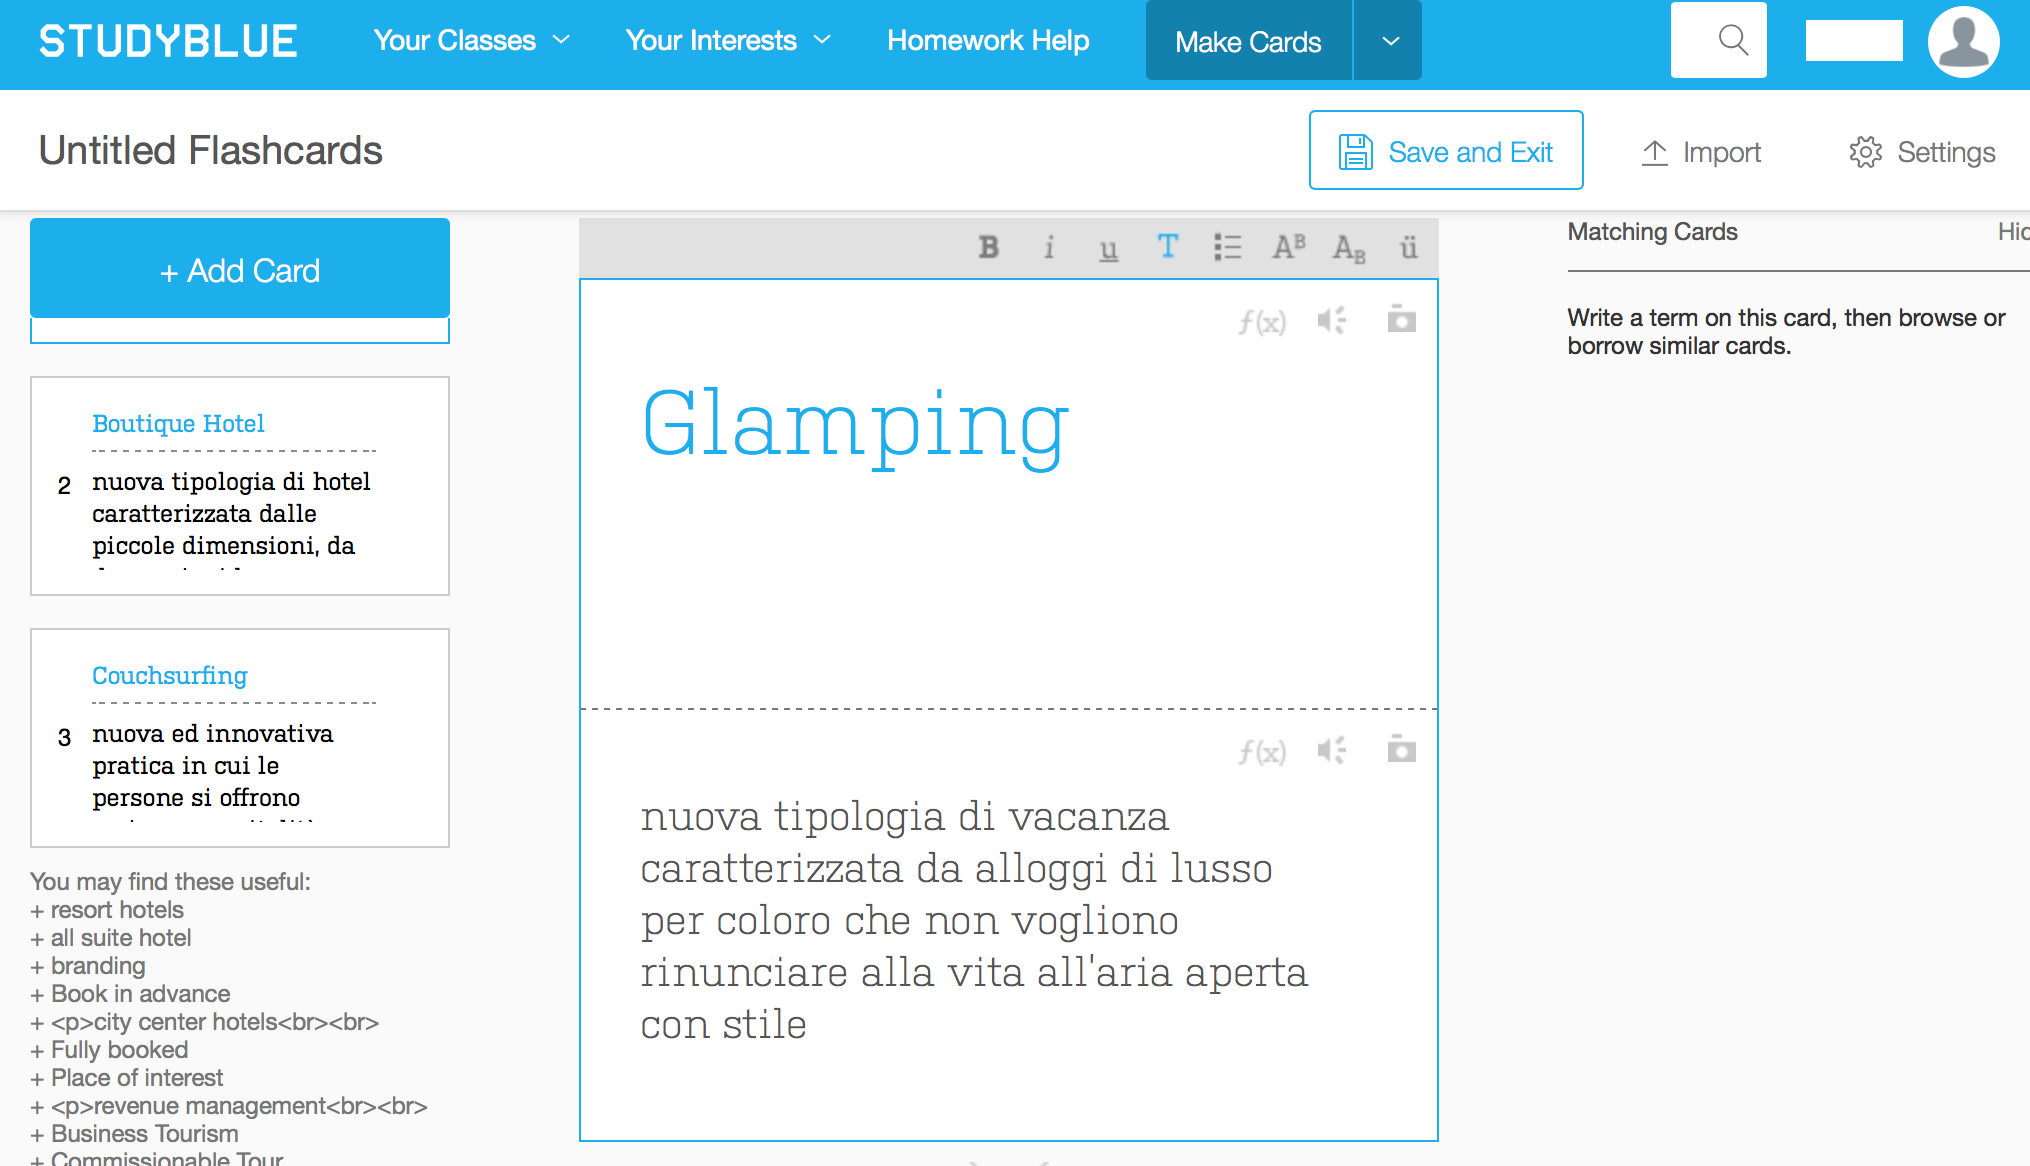 STUDYBLUE
Your Classes
Your Interests
Homework Help
Make Cards
Untitled Flashcards
Save and Exit
Import
Settings
+ Add Card
Boutique Hotel
2
nuova tipologia di hotel
caratterizzata dalle
piccole dimensioni, da
Couchsurfing
3
nuova ed innovativa
pratica in cui le
persone si offrono
You may find these useful:
+ resort hotels
+ all suite hotel
+ branding
+ Book in advance
+ <p>city center hotels<br><br>
+ Fully booked
+ Place of interest
+ <p>revenue management<br><br>
+ Business Tourism
+ Commissionable Tour
B i u T A^B A_B ü
f(x)
Glamping
f(x)
nuova tipologia di vacanza
caratterizzata da alloggi di lusso
per coloro che non vogliono
rinunciare alla vita all'aria aperta
con stile
Matching Cards
Hid
Write a term on this card, then browse or
borrow similar cards.